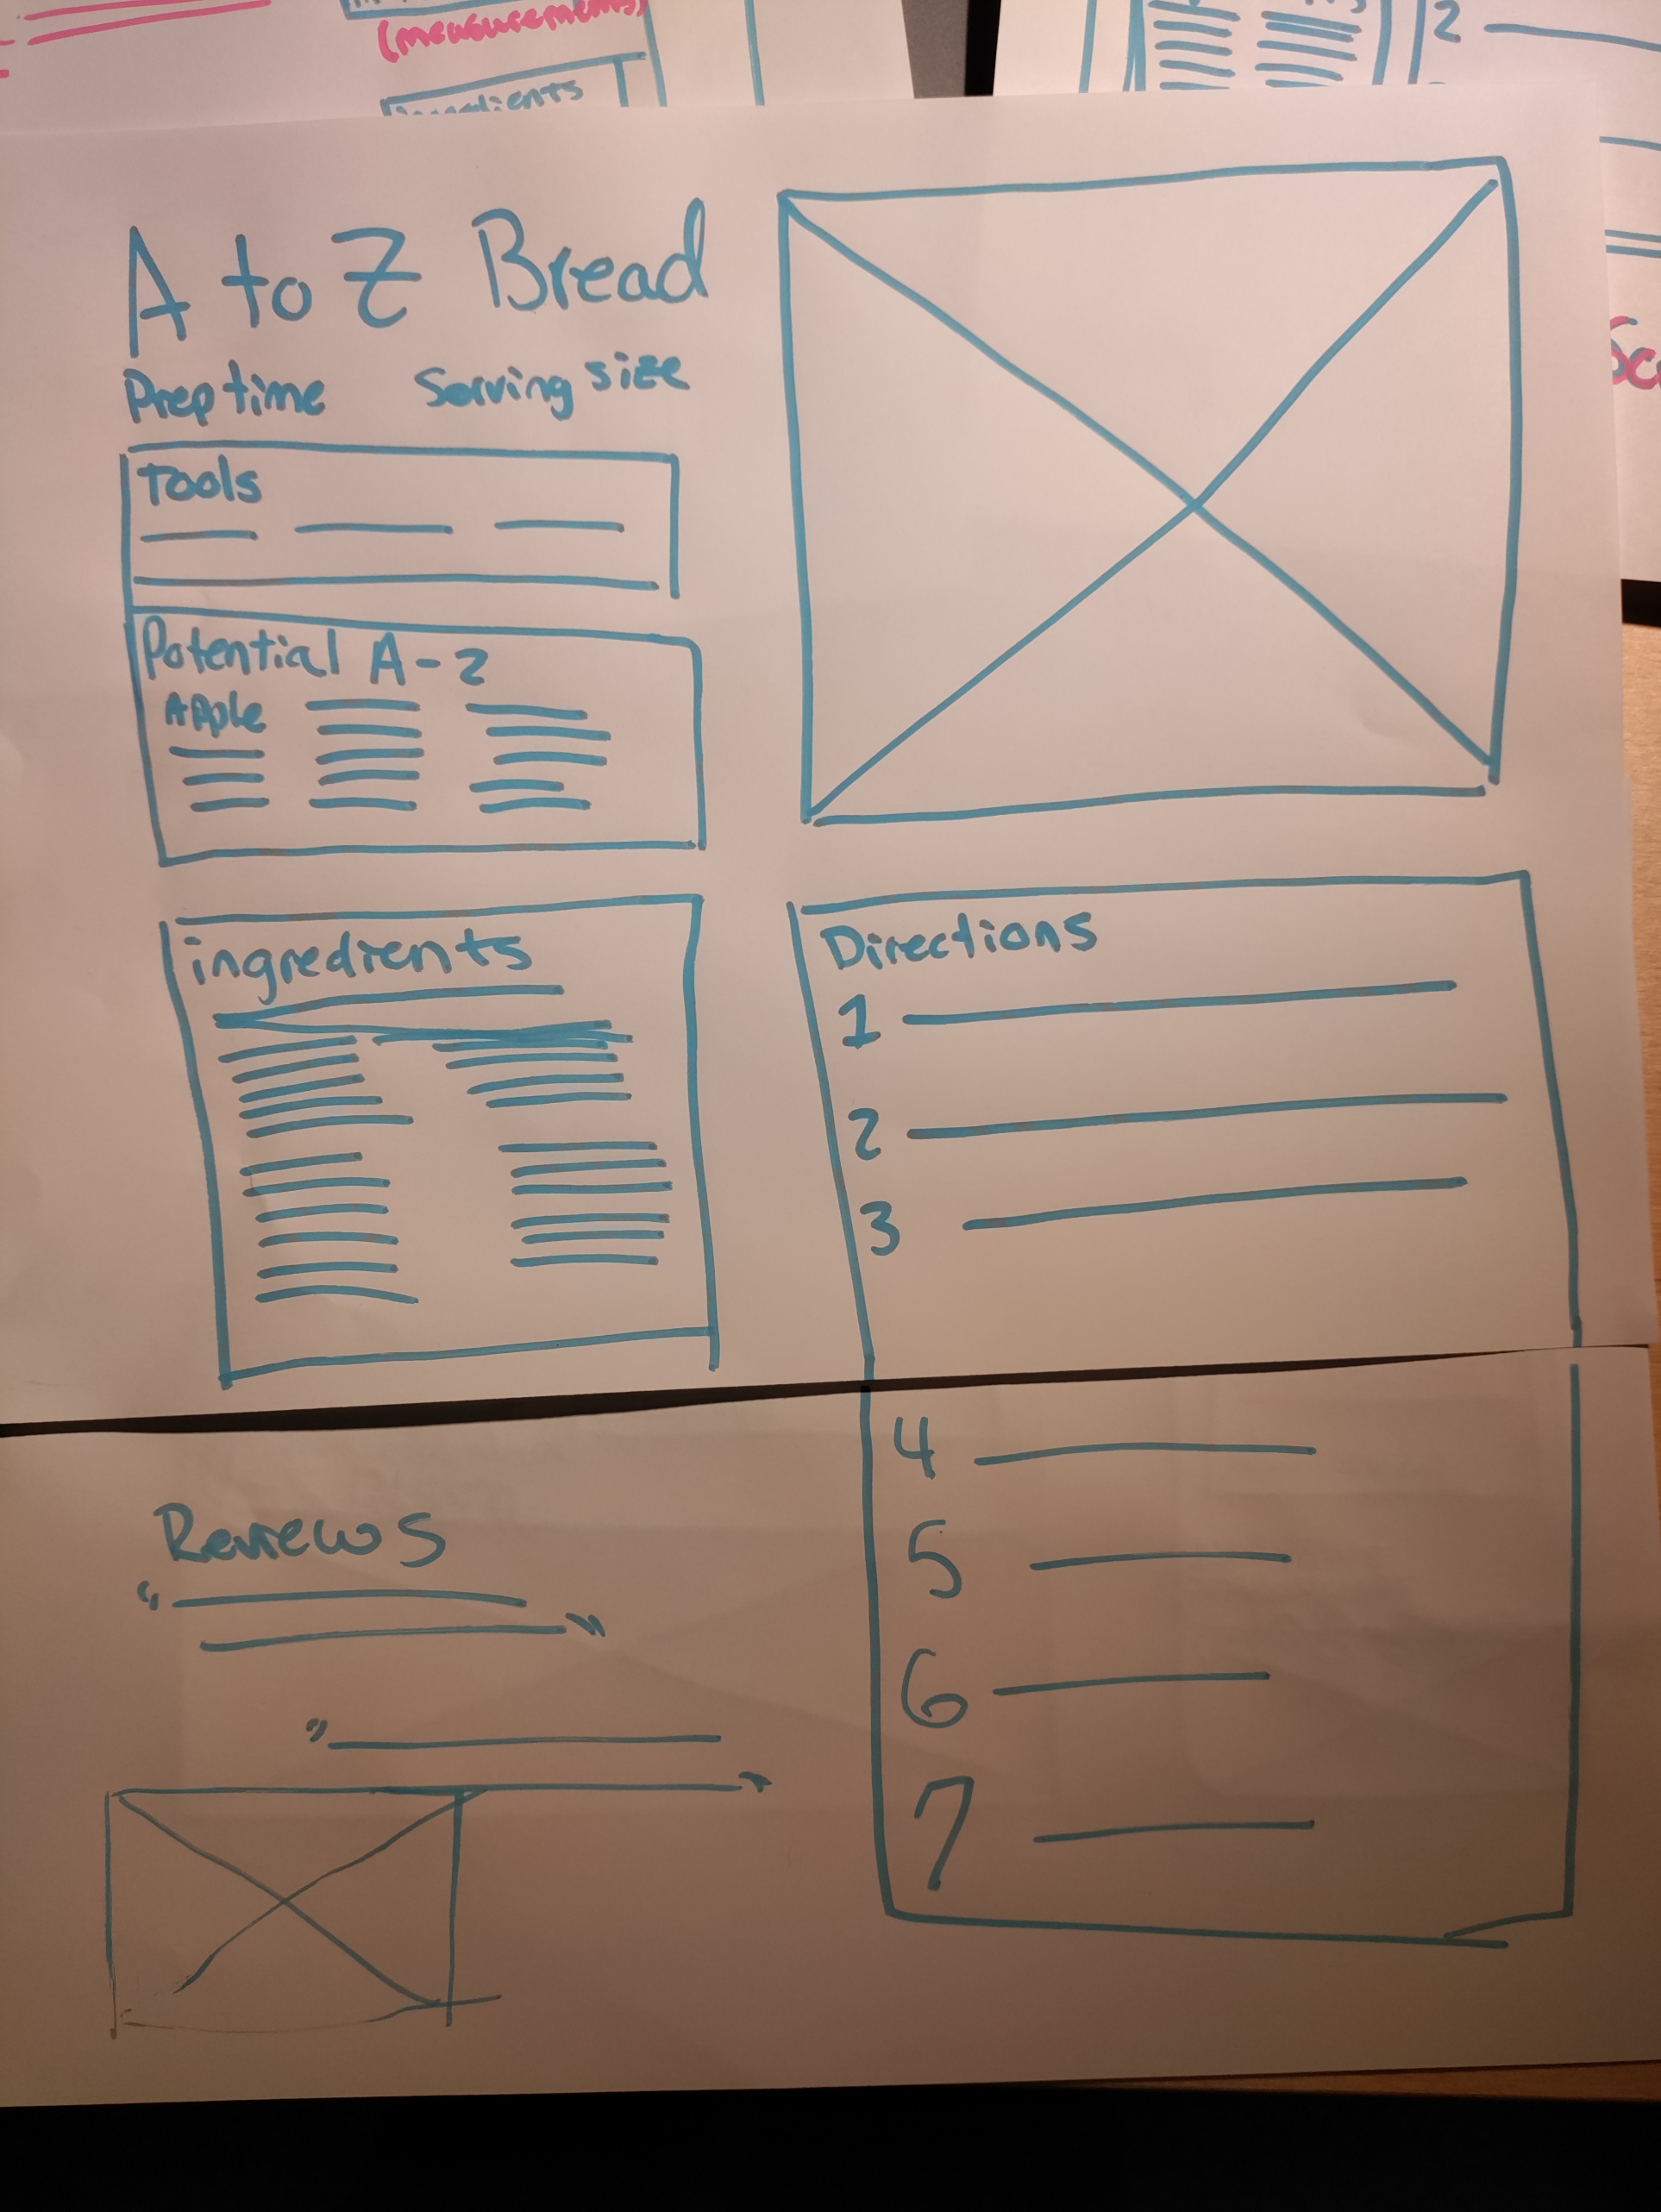 (measurements)
ingredients
2
A to Z Bread
Prep time Serving size
Tools
Potential A-Z
Apple
ingredients
Directions
1
2
3
4
5
6
7
Reviews
“
”
”
”